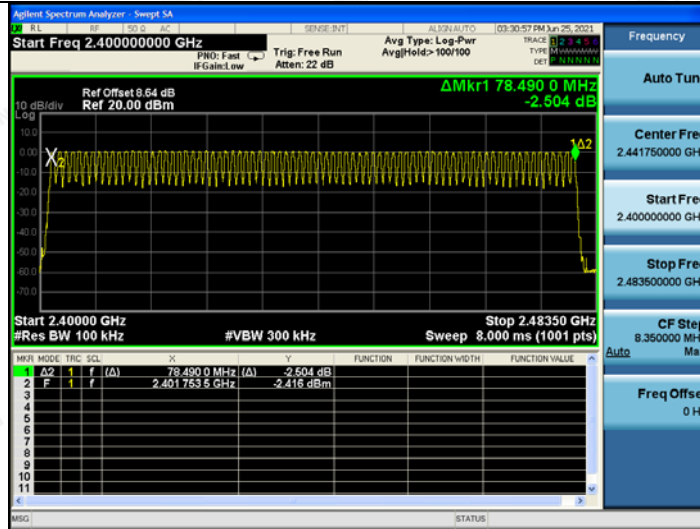 Agilent Spectrum Analyzer - Swept SA
RL RF 50 Ω AC SENSE:INT ALIGNAUTO 03:30:57 PM Jun 25, 2021
Start Freq 2.400000000 GHz
PNO: Fast
IFGain:Low
Trig: Free Run
Atten: 22 dB
Avg Type: Log-Pwr
Avg|Hold:>100/100
TRACE 1 2 3 4 5 6
TYPE M
DET P N N N N N
ΔMkr1 78.490 0 MHz
-2.504 dB
Ref Offset 8.64 dB
10 dB/div Ref 20.00 dBm
Log
10.0
0.00
-10.0
-20.0
-30.0
-40.0
-50.0
-60.0
-70.0
2
1Δ2
Start 2.40000 GHz Stop 2.48350 GHz
#Res BW 100 kHz #VBW 300 kHz Sweep 8.000 ms (1001 pts)
MKR MODE TRC SCL X Y FUNCTION FUNCTION WIDTH FUNCTION VALUE
1 Δ2 1 f (Δ) 78.490 0 MHz (Δ) -2.504 dB
2 F 1 f 2.401 753 5 GHz -2.416 dBm
3
4
5
6
7
8
9
10
11
MSG STATUS
Frequency
Auto Tun
Center Fre
2.441750000 GH
Start Fre
2.400000000 GH
Stop Fre
2.483500000 GH
CF Ste
8.350000 MH
Auto Ma
Freq Offse
0 H